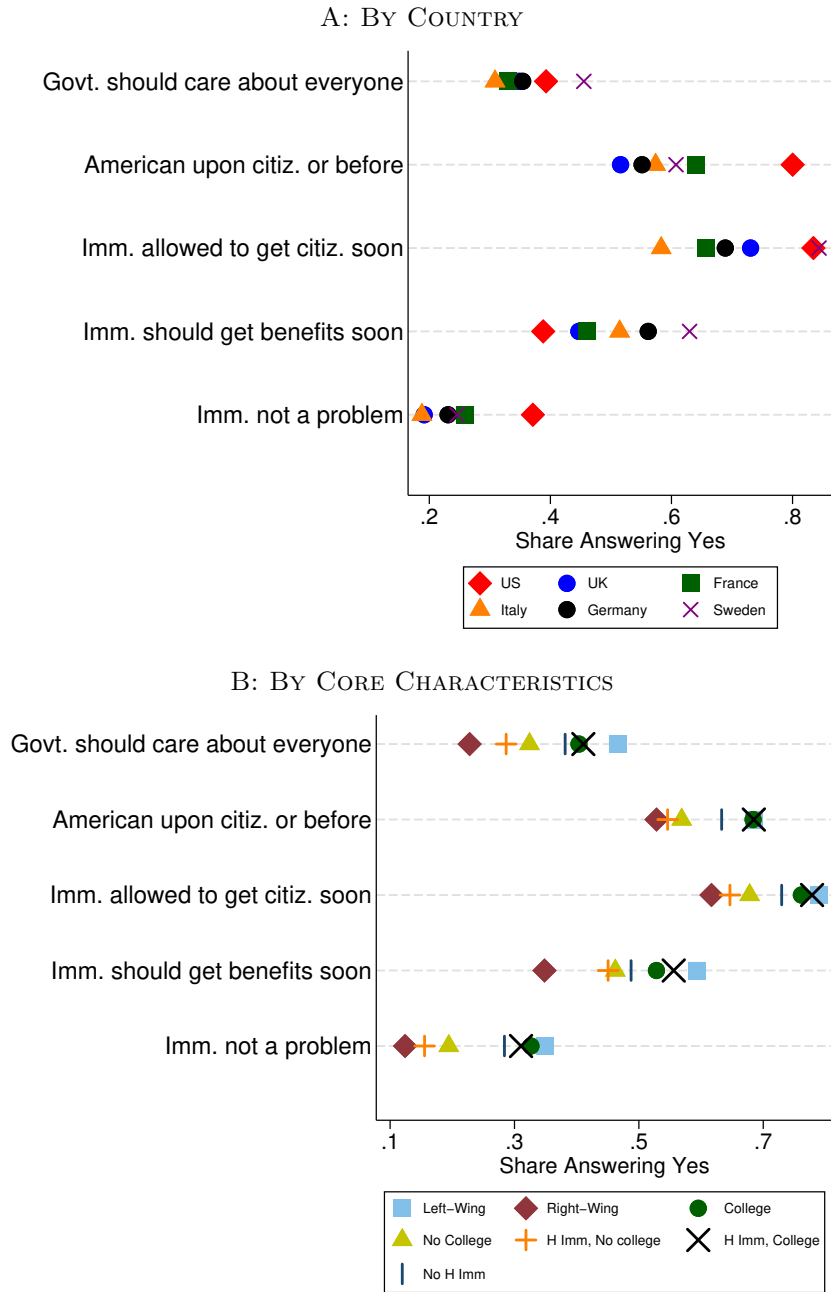 A: By Country
Govt. should care about everyone
American upon citiz. or before
Imm. allowed to get citiz. soon
Imm. should get benefits soon
Imm. not a problem
.2 .4 .6 .8
Share Answering Yes
US UK France
Italy Germany Sweden
B: By Core Characteristics
Govt. should care about everyone
American upon citiz. or before
Imm. allowed to get citiz. soon
Imm. should get benefits soon
Imm. not a problem
.1 .3 .5 .7
Share Answering Yes
Left−Wing Right−Wing College
No College H Imm, No college H Imm, College
No H Imm